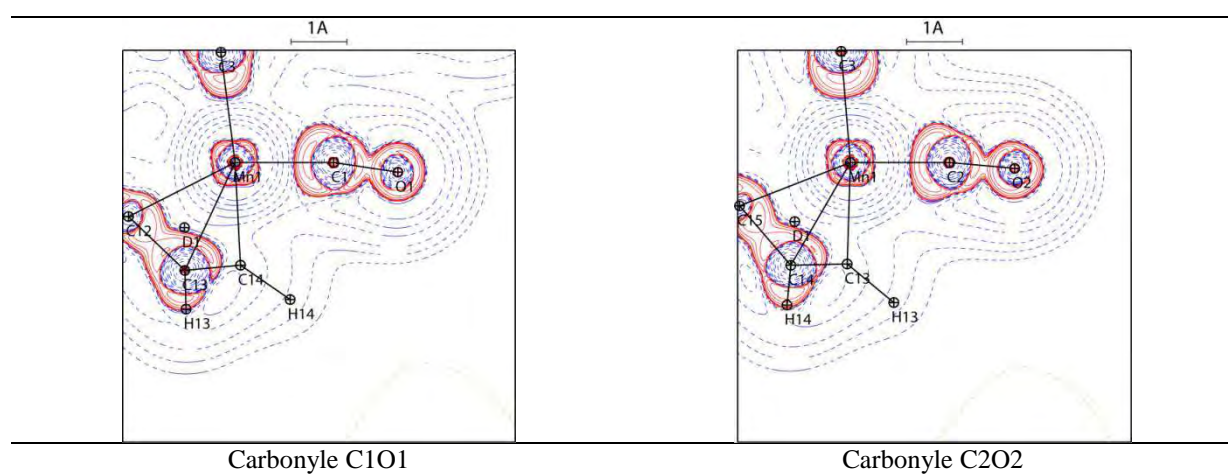 1A
C3
Mn1
C1
O1
C12
D1
C13
C14
H13
H14
1A
C3
Mn1
C2
O2
C15
D1
C14
C13
H14
H13
Carbonyle C1O1
Carbonyle C2O2